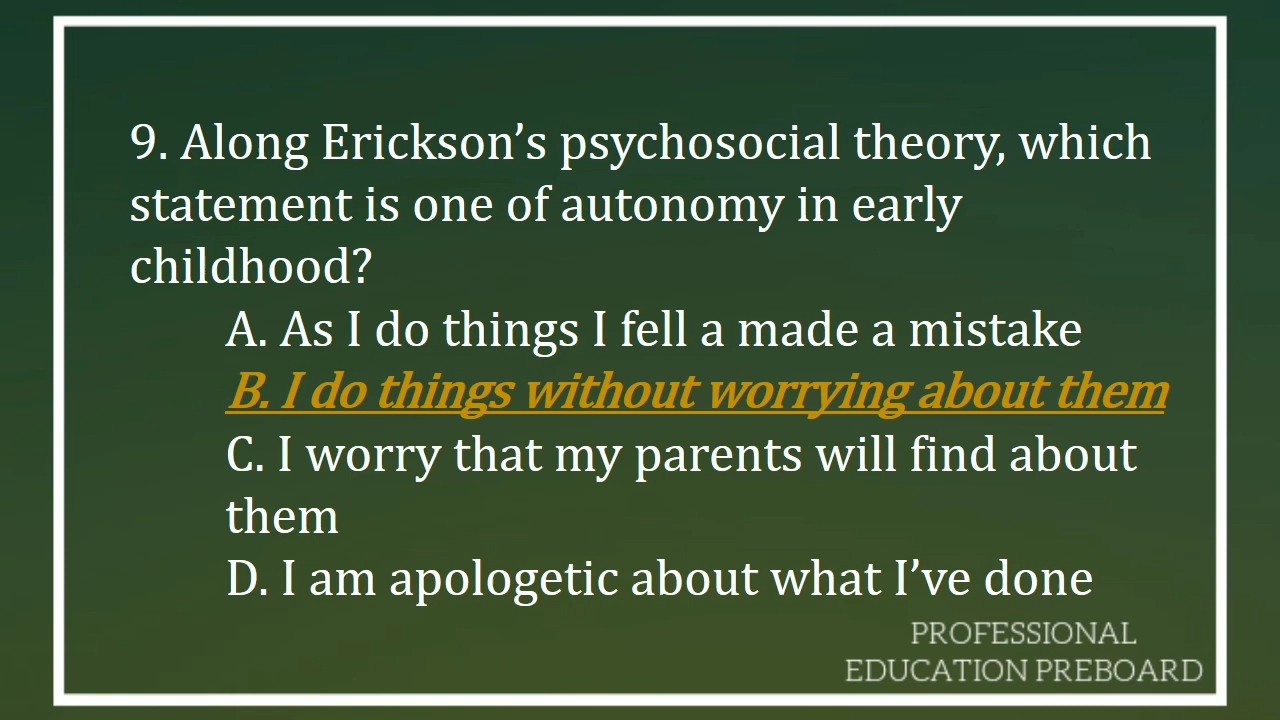 9. Along Erickson’s psychosocial theory, which
statement is one of autonomy in early
childhood?
A. As I do things I fell a made a mistake
B. I do things without worrying about them
C. I worry that my parents will find about
them
D. I am apologetic about what I’ve done
PROFESSIONAL
EDUCATION PREBOARD